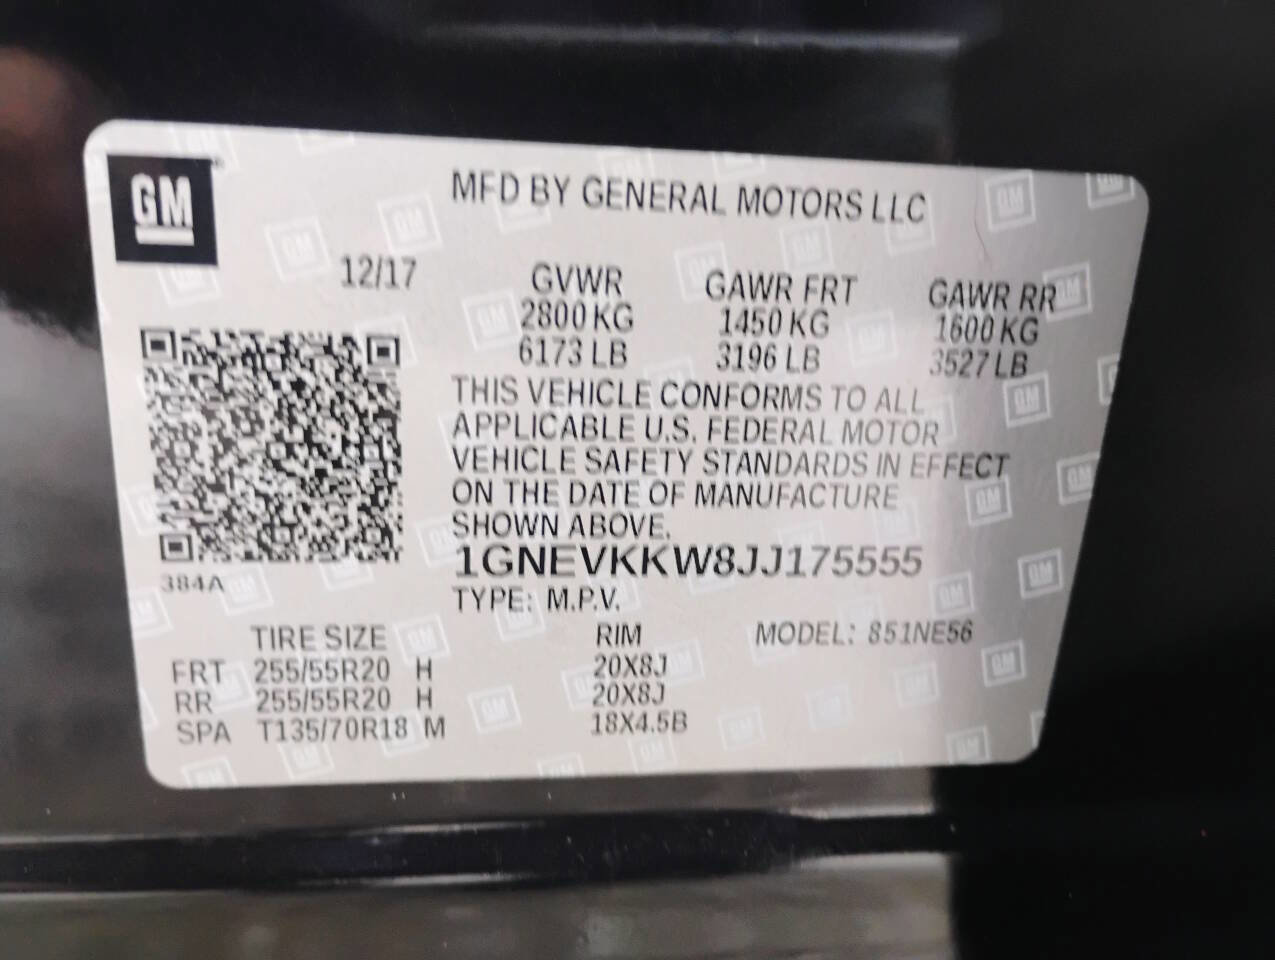 GM
MFD BY GENERAL MOTORS LLC
12/17 GVWR GAWR FRT GAWR RR
2800 KG 1450 KG 1600 KG
6173 LB 3196 LB 3527 LB
THIS VEHICLE CONFORMS TO ALL
APPLICABLE U.S. FEDERAL MOTOR
VEHICLE SAFETY STANDARDS IN EFFECT
ON THE DATE OF MANUFACTURE
SHOWN ABOVE.
1GNEVKKW8JJ175555
384A
TYPE: M.P.V.
TIRE SIZE RIM MODEL: 851NE56
FRT 255/55R20 H 20X8J
RR 255/55R20 H 20X8J
SPA T135/70R18 M 18X4.5B